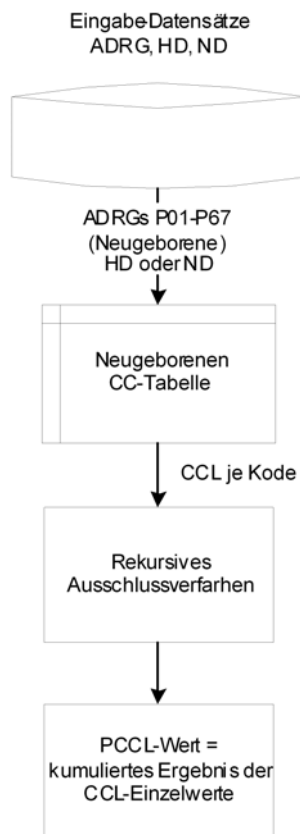 Eingabe-Datensätze
ADRG, HD, ND
ADRGs P01-P67
(Neugeborene)
HD oder ND
Neugeborenen
CC-Tabelle
CCL je Kode
Rekursives
Ausschlussverfarhen
PCCL-Wert =
kumuliertes Ergebnis der
CCL-Einzelwerte